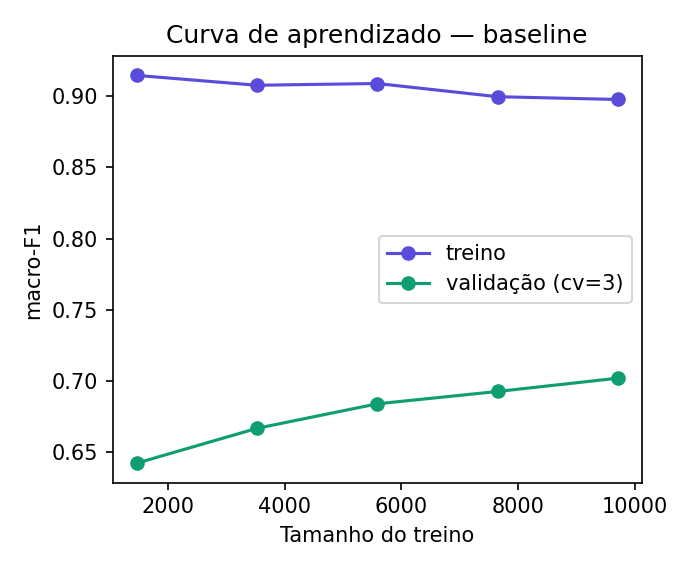 Curva de aprendizado — baseline
macro-F1
0.90
0.85
0.80
0.75
0.70
0.65
treino
validação (cv=3)
2000 4000 6000 8000 10000
Tamanho do treino